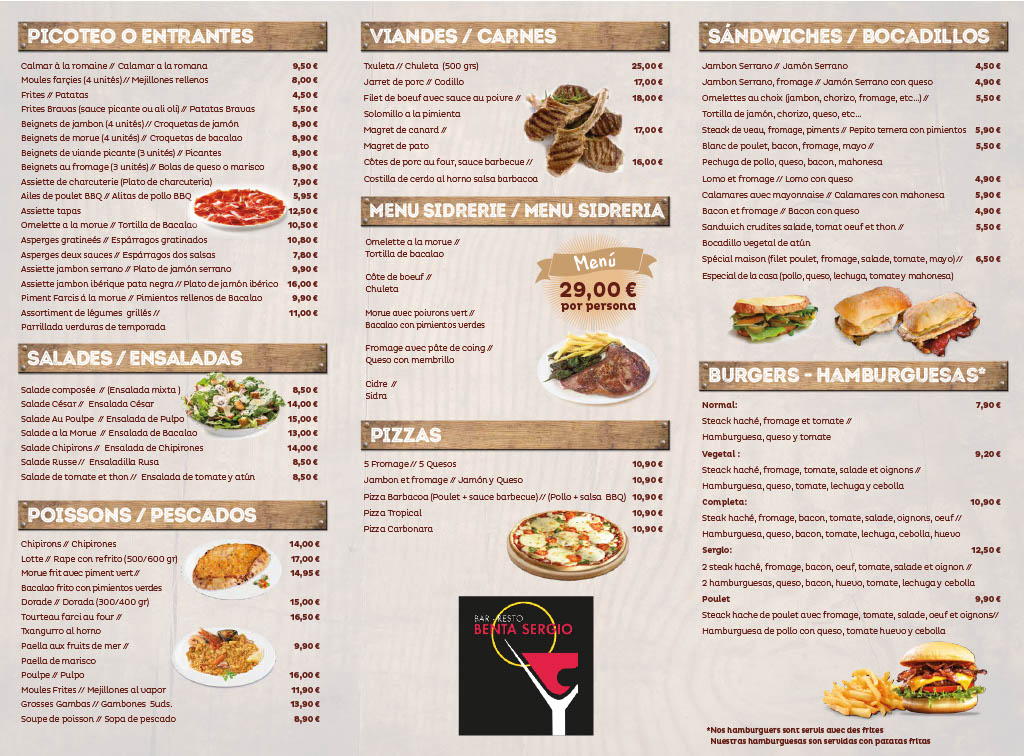 PICOTEO O ENTRANTES
Calmar à la romaine // Calamar a la romana 9,50 €
Moules farçies (4 unités) // Mejillones rellenos 8,00 €
Frites // Patatas 4,50 €
Frites Bravas (sauce picante ou ali oli) // Patatas Bravas 5,50 €
Beignets de jambon (4 unités) // Croquetas de jamón 8,90 €
Beignets de morue (4 unités) // Croquetas de bacalao 8,90 €
Beignets de viande picante (3 unités) // Picantes 8,90 €
Beignets au fromage (3 unités) // Bolas de queso o marisco 8,90 €
Assiette de charcuterie (Plato de charcuteria) 7,90 €
Ailes de poulet BBQ // Alitas de pollo BBQ 5,95 €
Assiette tapas 12,50 €
Omelette a la morue // Tortilla de Bacalao 10,50 €
Asperges gratineés // Espárragos gratinados 10,80 €
Asperges deux sauces // Espárragos dos salsas 7,80 €
Assiette jambon serrano // Plato de jamón serrano 9,90 €
Assiette jambon ibérique pata negra // Plato de jamón ibérico 16,00 €
Piment Farcis á la morue // Pimientos rellenos de Bacalao 9,90 €
Assortiment de légumes grillés // 11,00 €
Parrillada verduras de temporada
SALADES / ENSALADAS
Salade composée // (Ensalada mixta ) 8,50 €
Salade César // Ensalada César 14,00 €
Salade Au Poulpe // Ensalada de Pulpo 15,00 €
Salade a la Morue // Ensalada de Bacalao 13,00 €
Salade Chipirons // Ensalada de Chipirones 14,00 €
Salade Russe // Ensaladilla Rusa 8,50 €
Salade de tomate et thon // Ensalada de tomate y atún 8,50 €
POISSONS / PESCADOS
Chipirons // Chipirones 14,00 €
Lotte // Rape con refrito (500/600 gr) 17,00 €
Morue frit avec piment vert // 14,95 €
Bacalao frito con pimientos verdes
Dorade // Dorada (300/400 gr) 15,00 €
Tourteau farci au four // 16,50 €
Txangurro al horno
Paella aux fruits de mer // 9,90 €
Paella de marisco
Poulpe // Pulpo 16,00 €
Moules Frites // Mejillones al vapor 11,90 €
Grosses Gambas // Gambones 5uds. 13,90 €
Soupe de poisson // Sopa de pescado 8,90 €
VIANDES / CARNES
Txuleta // Chuleta (500 grs) 25,00 €
Jarret de porc // Codillo 17,00 €
Filet de boeuf avec sauce au poivre // 18,00 €
Solomillo a la pimienta
Magret de canard // 17,00 €
Magret de pato
Côtes de porc au four, sauce barbecue // 16,00 €
Costilla de cerdo al horno salsa barbacoa
MENU SIDRERIE / MENU SIDRERIA
Omelette a la morue //
Tortilla de bacalao
Côte de boeuf //
Chuleta
Morue avec poivrons vert //
Bacalao con pimientos verdes
Fromage avec pâte de coing //
Queso con membrillo
Cidre //
Sidra
Menú
29,00 €
por persona
PIZZAS
5 Fromage // 5 Quesos 10,90 €
Jambon et fromage // Jamón y Queso 10,90 €
Pizza Barbacoa (Poulet + sauce barbecue) // (Pollo + salsa BBQ) 10,90 €
Pizza Tropical 10,90 €
Pizza Carbonara 10,90 €
BAR - RESTO
BENTA SERGIO
SÁNDWICHES / BOCADILLOS
Jambon Serrano // Jamón Serrano 4,50 €
Jambon Serrano, fromage // Jamón Serrano con queso 4,90 €
Omelettes au choix (jambon, chorizo, fromage, etc...) // 5,50 €
Tortilla de jamón, chorizo, queso, etc...
Steack de veau, fromage, piments // Pepito ternera con pimientos 5,90 €
Blanc de poulet, bacon, fromage, mayo // 5,50 €
Pechuga de pollo, queso, bacon, mahonesa
Lomo et fromage // Lomo con queso 4,90 €
Calamares avec mayonnaise // Calamares con mahonesa 5,90 €
Bacon et fromage // Bacon con queso 4,90 €
Sandwich crudites salade, tomat oeuf et thon // 5,50 €
Bocadillo vegetal de atún
Spécial maison (filet poulet, fromage, salade, tomate, mayo) // 6,50 €
Especial de la casa (pollo, queso, lechuga, tomate y mahonesa)
BURGERS - HAMBURGUESAS*
Normal: 7,90 €
Steack haché, fromage et tomate //
Hamburguesa, queso y tomate
Vegetal : 9,20 €
Steack haché, fromage, tomate, salade et oignons //
Hamburguesa, queso, tomate, lechuga y cebolla
Completa: 10,90 €
Steak haché, fromage, bacon, tomate, salade, oignons, oeuf //
Hamburguesa, queso, bacon, tomate, lechuga, cebolla, huevo
Sergio: 12,50 €
2 steak haché, fromage, bacon, oeuf, tomate, salade et oignon //
2 hamburguesas, queso, bacon, huevo, tomate, lechuga y cebolla
Poulet 9,90 €
Steack hache de poulet avec fromage, tomate, salade, oeuf et oignons//
Hamburguesa de pollo con queso, tomate huevo y cebolla
*Nos hamburguers sont servis avec des frites
Nuestras hamburguesas son servidas con patatas fritas